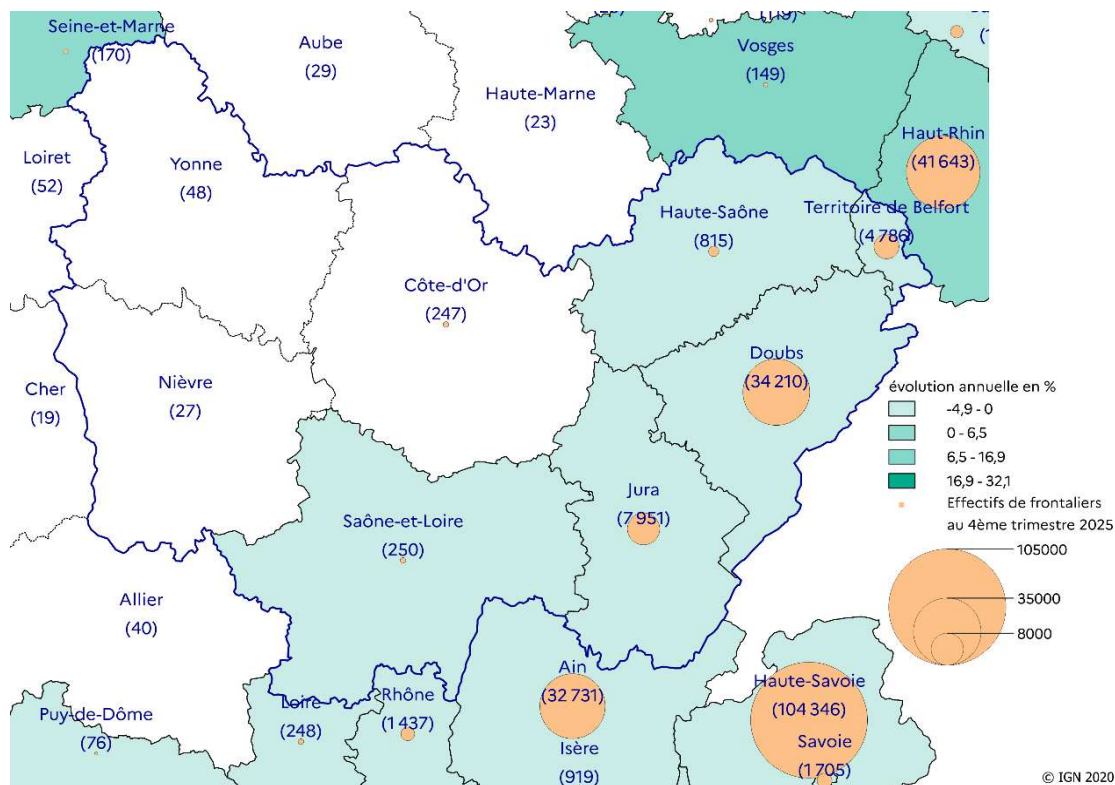 Seine-et-Marne
(170)
Aube
(29)
Haute-Marne
(23)
Vosges
(149)
Haut-Rhin
(41 643)
Loiret
(52)
Yonne
(48)
Haute-Saône
(815)
Territoire de Belfort
(4 786)
Côte-d'Or
(247)
Doubs
(34 210)
Cher
(19)
Nièvre
(27)
Jura
(7 951)
Saône-et-Loire
(250)
Allier
(40)
Puy-de-Dôme
(76)
Loire
(248)
Rhône
(1 437)
Ain
(32 731)
Isère
(919)
Haute-Savoie
(104 346)
Savoie
(1 705)
évolution annuelle en %
-4,9 - 0
0 - 6,5
6,5 - 16,9
16,9 - 32,1
Effectifs de frontaliers
au 4ème trimestre 2025
105000
35000
8000
© IGN 2020